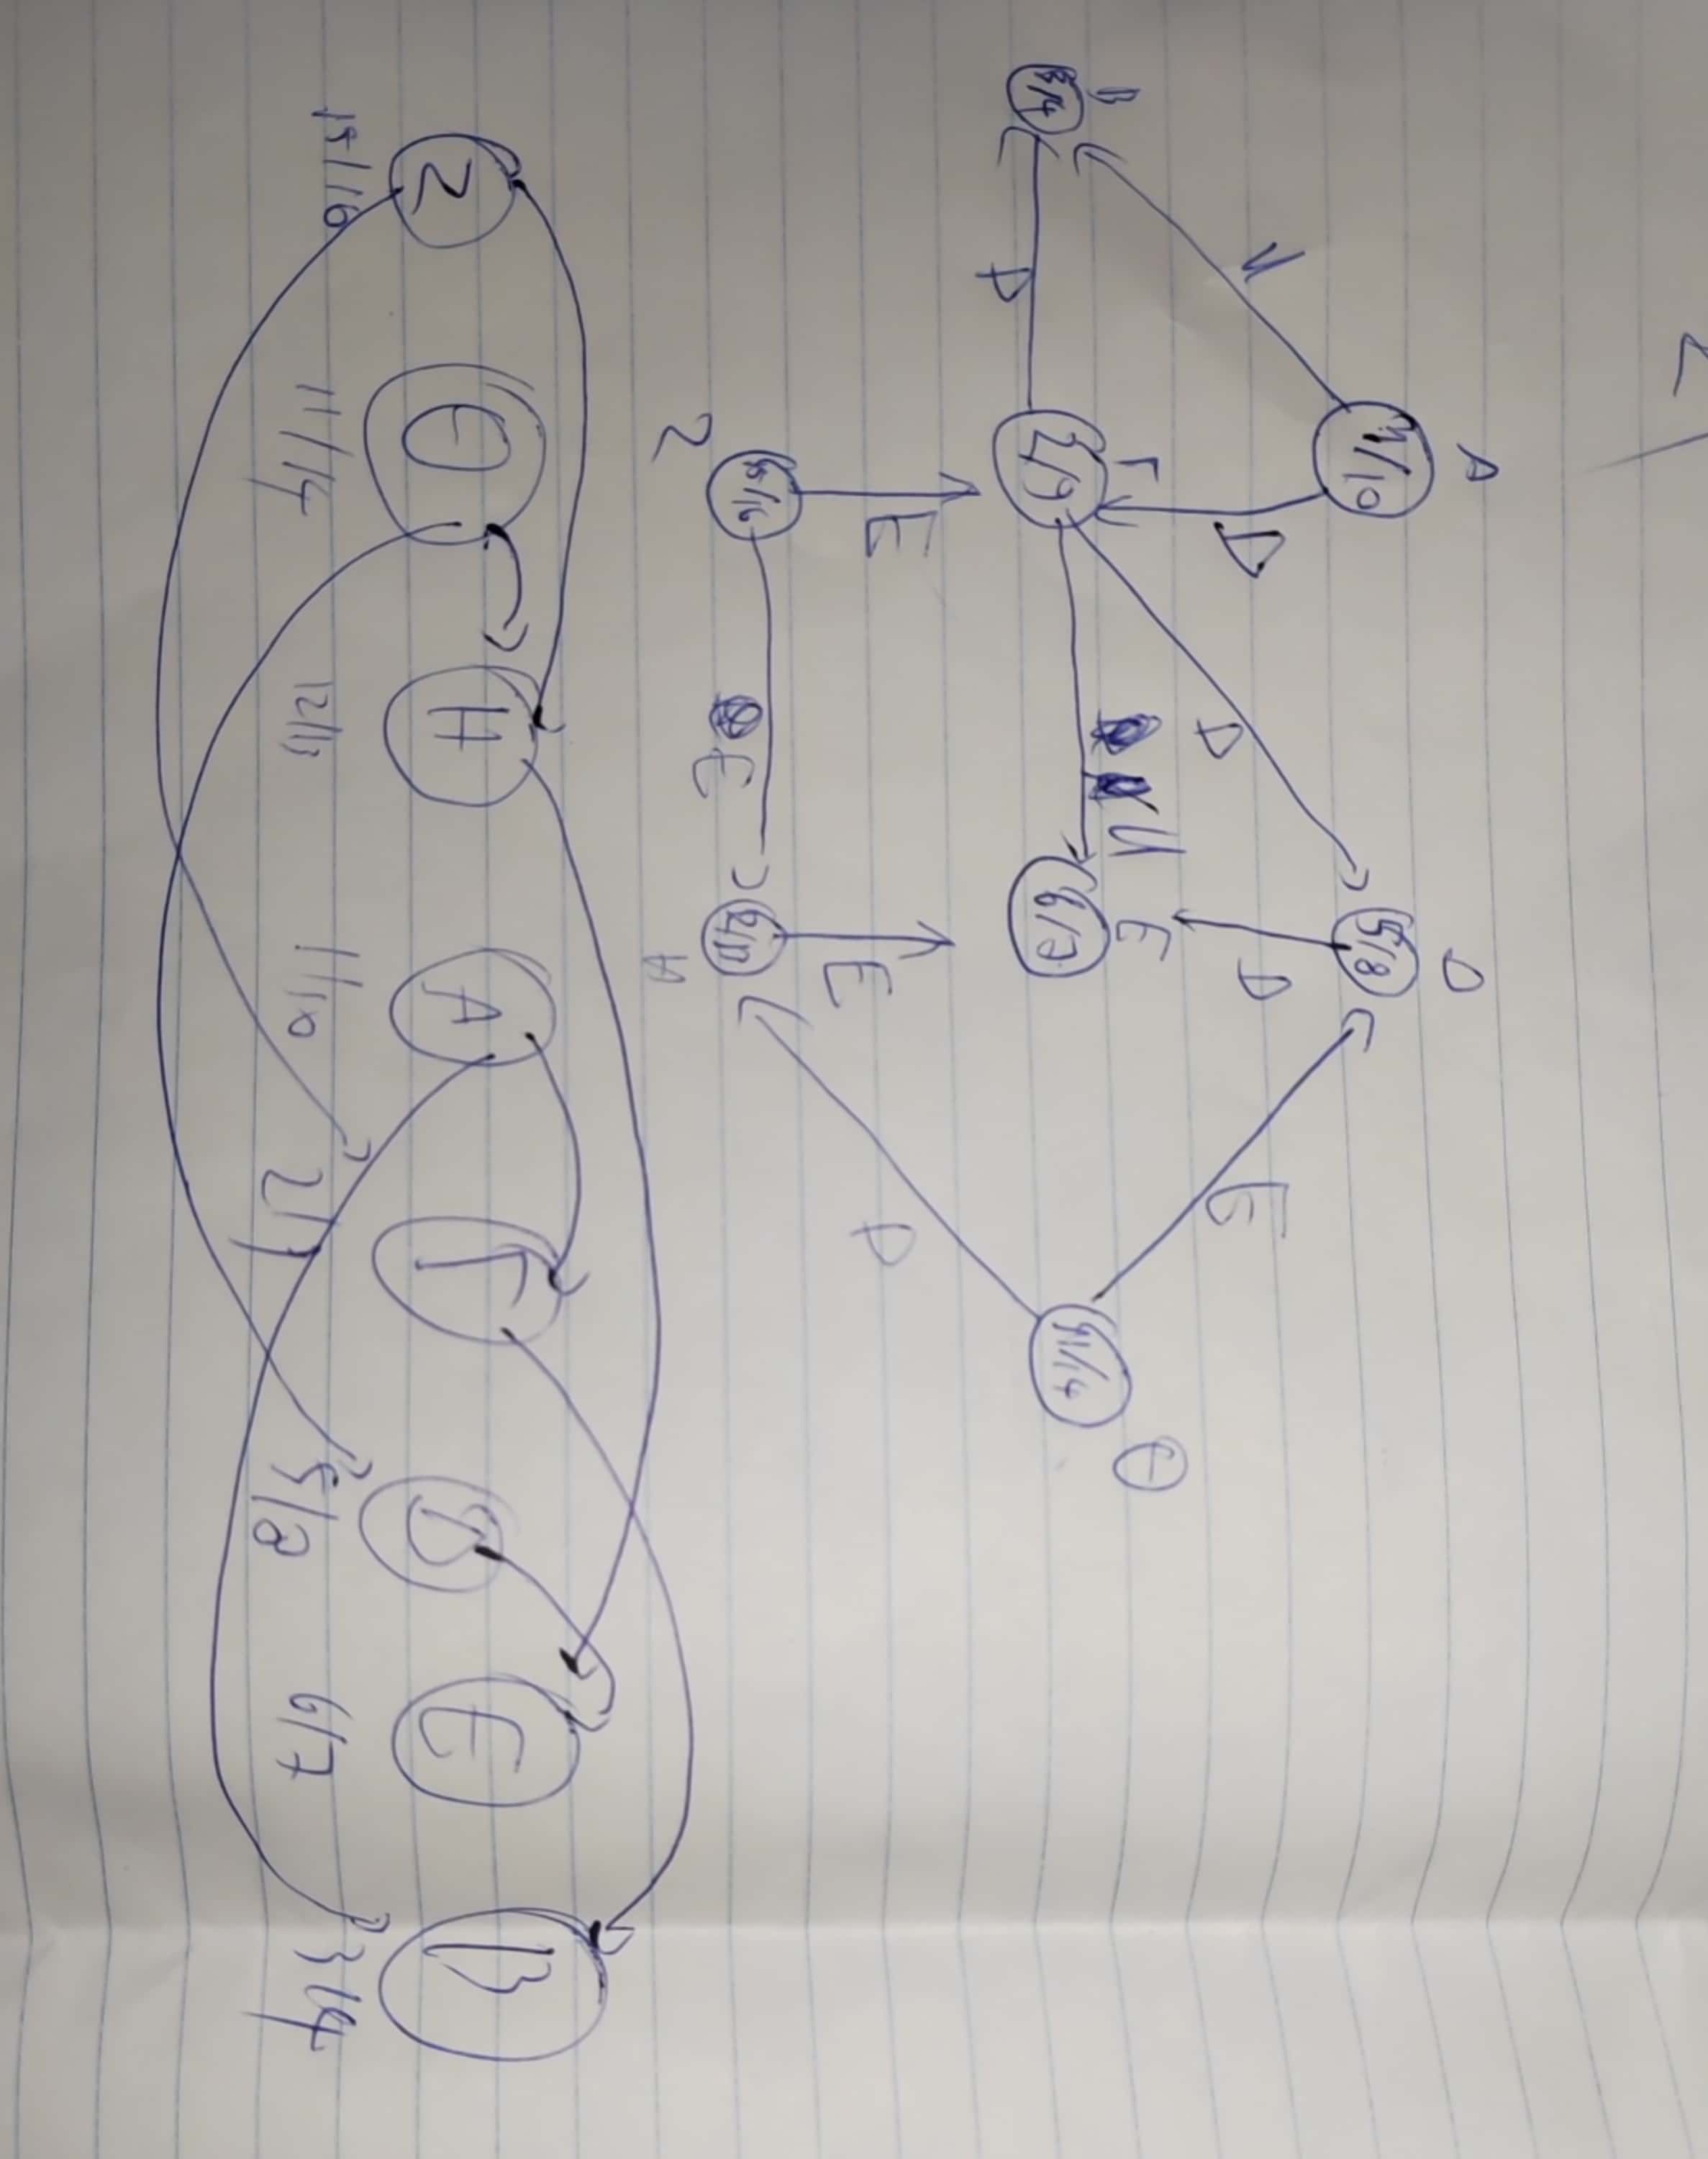 A D
1/10 5/8
U D D D E
B Γ U E Θ
3/4 2/9 6/7 11/14
D
E E D
Z E H
15/16 12/13
Z Θ H A Γ D E B
15/16 11/14 12/13 1/10 2/9 5/8 6/7 3/4